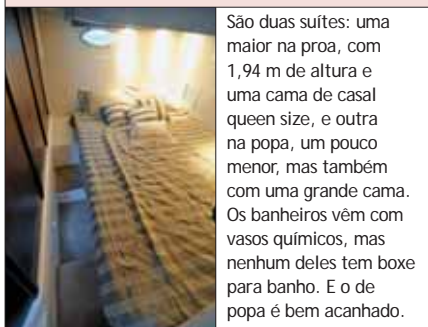 São duas suítes: uma
maior na proa, com
1,94 m de altura e
uma cama de casal
queen size, e outra
na popa, um pouco
menor, mas também
com uma grande cama.
Os banheiros vêm com
vasos químicos, mas
nenhum deles tem boxe
para banho. E o de
popa é bem acanhado.